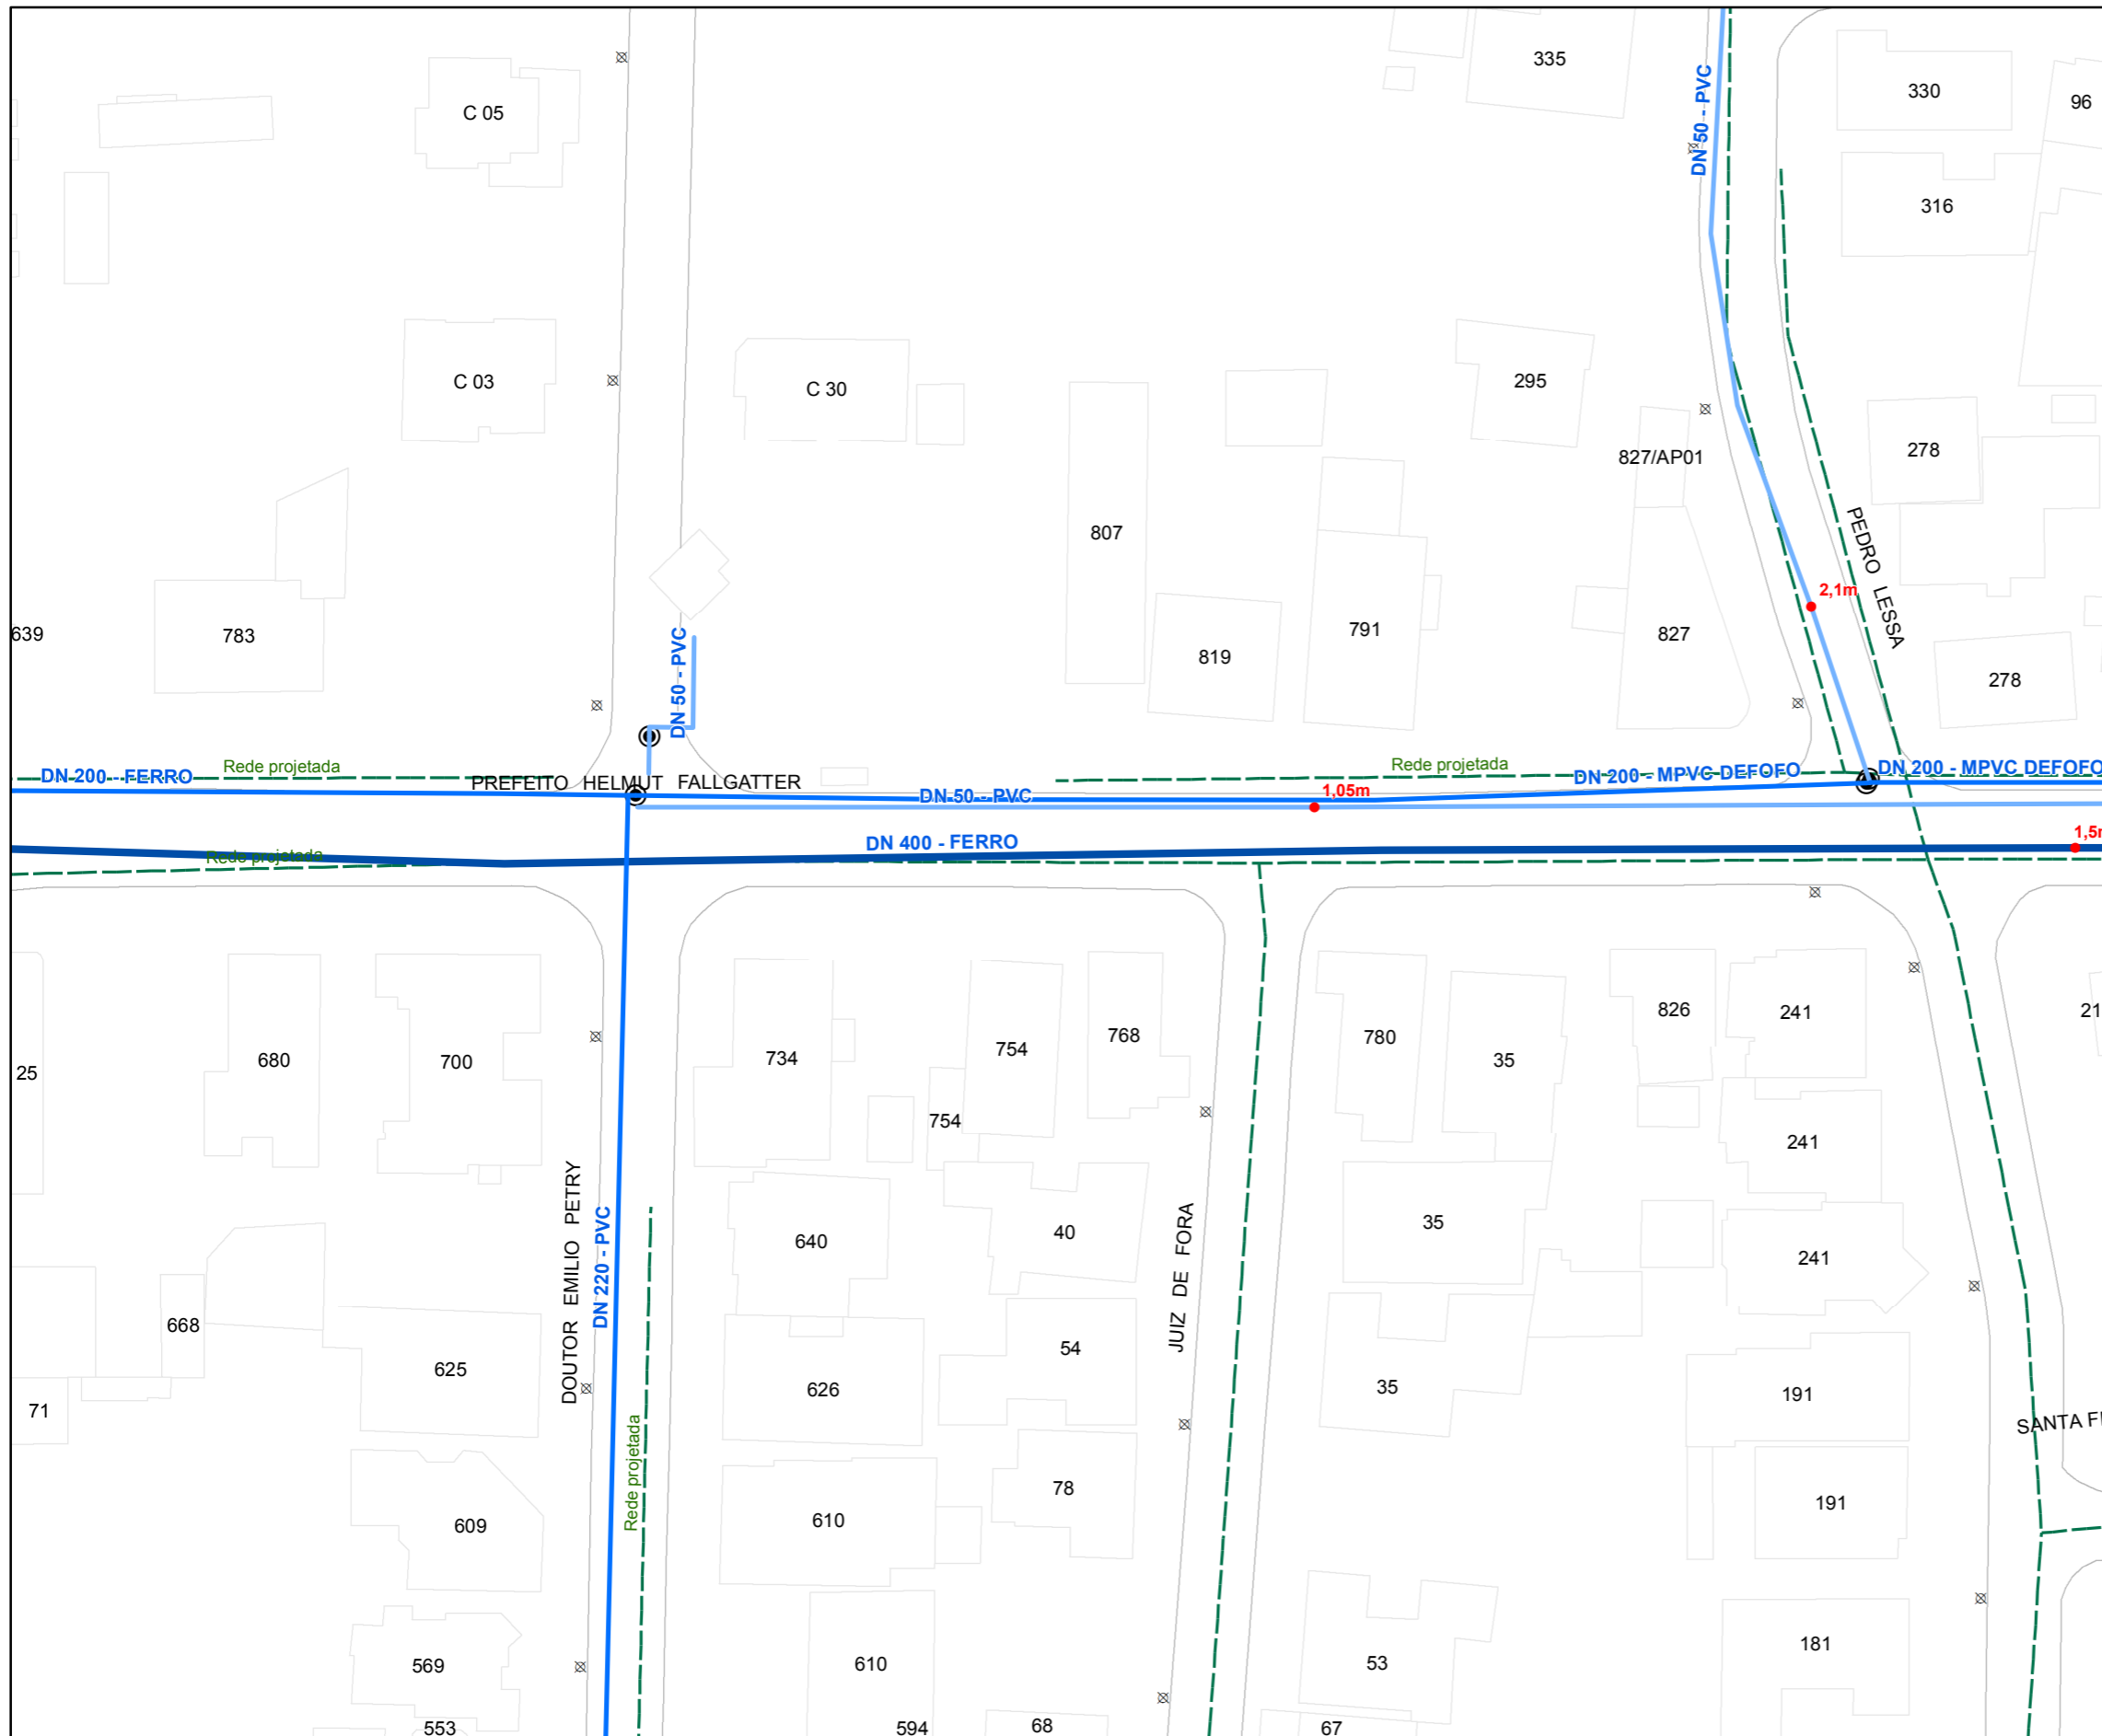 335
DN 50 - PVC
330
96
C 05
316
C 03
C 30
295
827/AP01
278
807
PEDRO LESSA
2,1m
639
783
DN 50 - PVC
819
791
827
278
DN 200 - FERRO
Rede projetada
PREFEITO HELMUT FALLGATTER
Rede projetada
DN 200 - MPVC DEFOFO
DN 200 - MPVC DEFOFO
DN 50 - PVC
1,05m
Rede projetada
DN 400 - FERRO
1,5
25
680
700
734
754
768
780
35
826
241
21
754
241
DOUTOR EMILIO PETRY
DN 220 - PVC
640
40
JUIZ DE FORA
35
241
668
625
626
54
35
191
71
SANTA F
Rede projetada
609
610
78
191
569
610
53
181
553
594
68
67